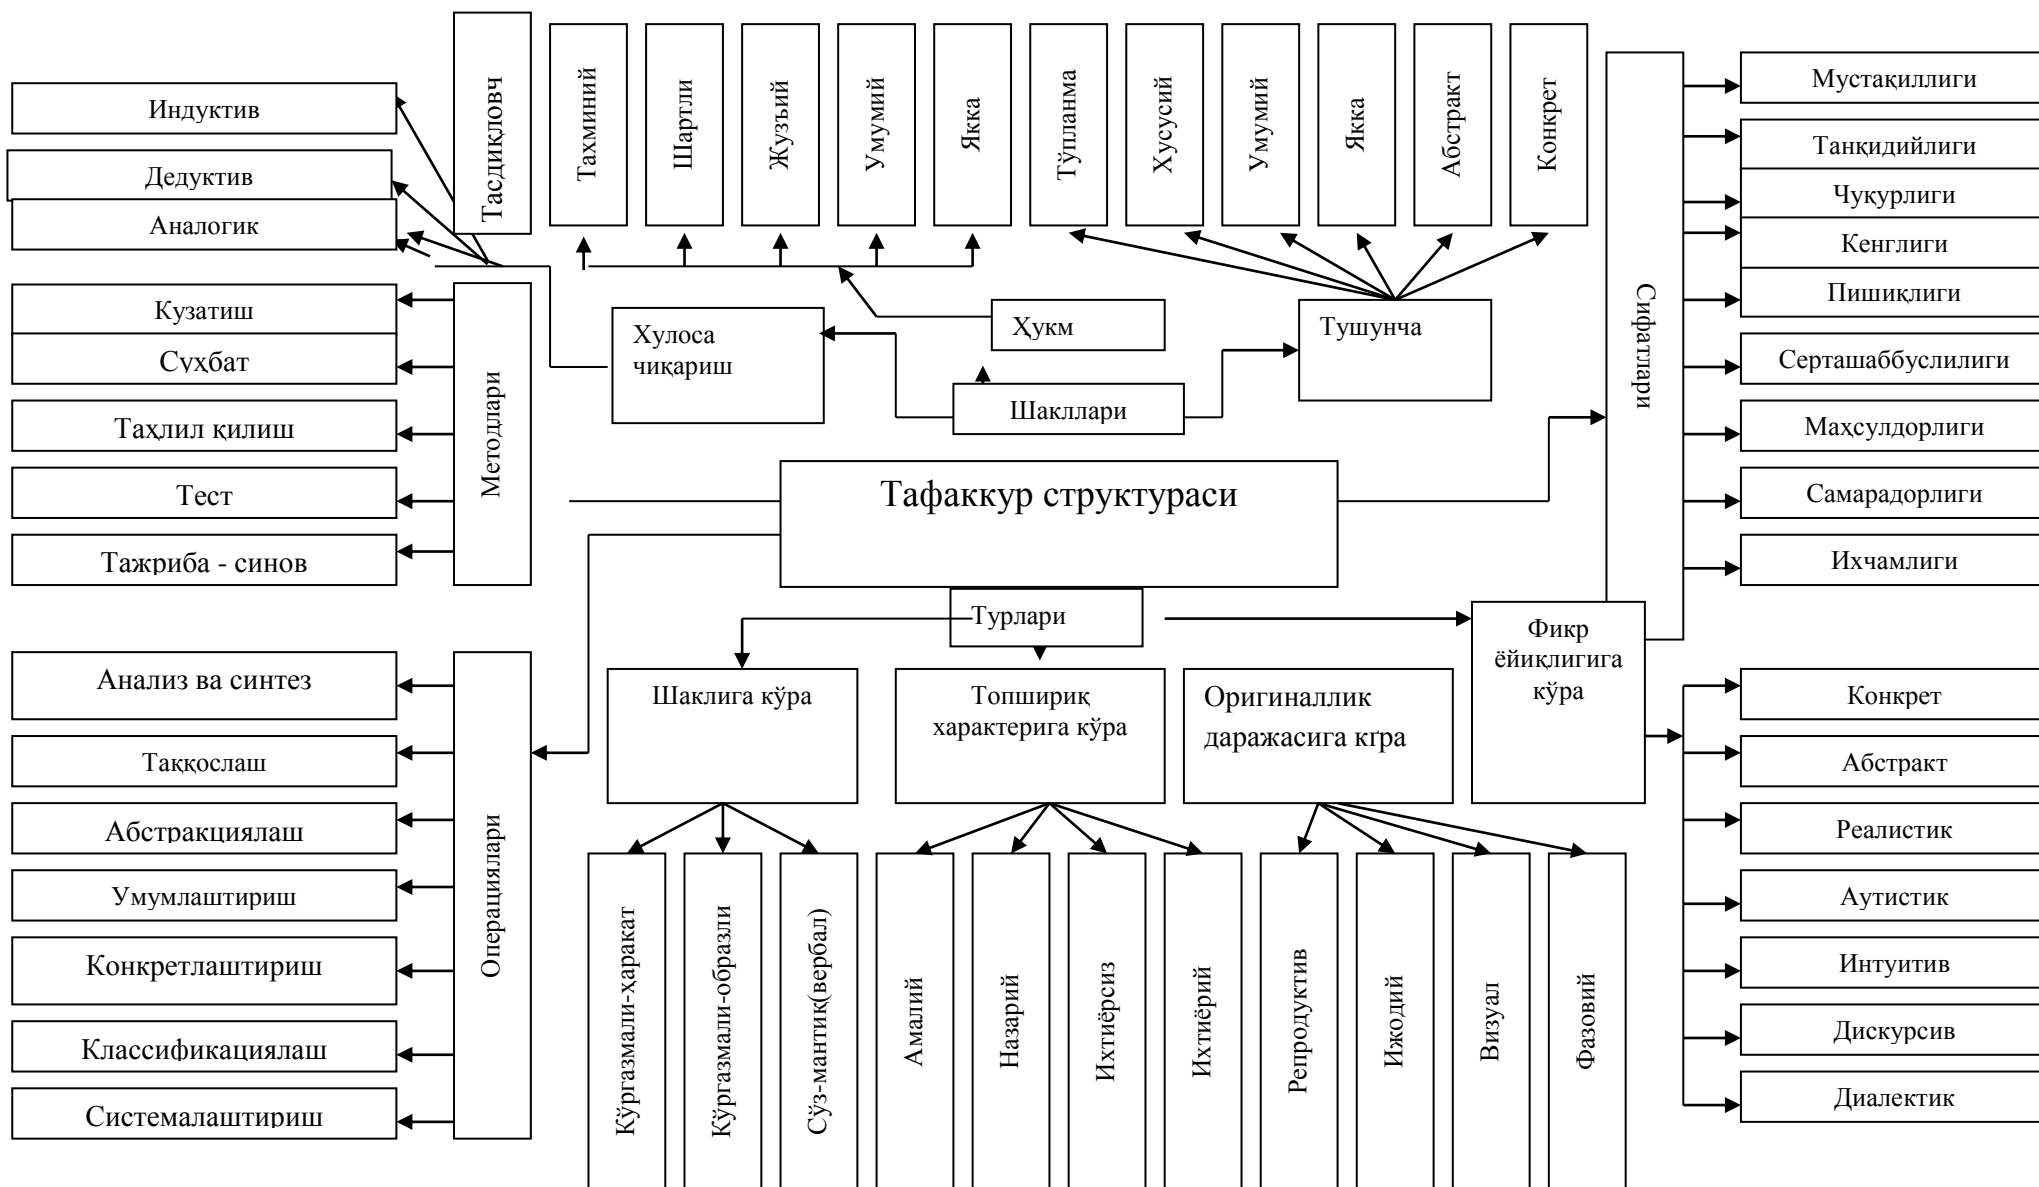 Тасдиқловч
Тахминий
Шартли
Жузъий
Умумий
Якка
Тўпланма
Хусусий
Умумий
Якка
Абстракт
Конкрет
Индуктив
Дедуктив
Аналогик
Кузатиш
Суҳбат
Таҳлил қилиш
Тест
Тажриба - синов
Методлари
Хулоса
чиқариш
Ҳукм
Тушунча
Шакллари
Тафаккур структураси
Сифатлари
Мустақиллиги
Танқидийлиги
Чуқурлиги
Кенглиги
Пишиқлиги
Серташаббуслилиги
Маҳсулдорлиги
Самарадорлиги
Ихчамлиги
Турлари
Шаклига кўра
Топшириқ
характерига кўра
Оригиналлик
даражасига кґра
Фикр
ёйиқлигига
кўра
Анализ ва синтез
Таққослаш
Абстракциялаш
Умумлаштириш
Конкретлаштириш
Классификациялаш
Системалаштириш
Операциялари
Кўргазмали-ҳаракат
Кўргазмали-образли
Сўз-мантиқ(вербал)
Амалий
Назарий
Ихтиёрсиз
Ихтиёрий
Репродуктив
Ижодий
Визуал
Фазовий
Конкрет
Абстракт
Реалистик
Аутистик
Интуитив
Дискурсив
Диалектик